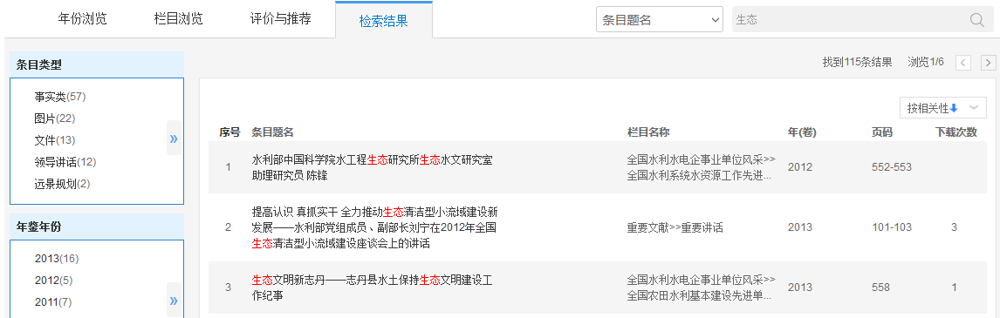 年份浏览 栏目浏览 评价与推荐 检索结果 条目题名 生态
找到115条结果 浏览1/6
条目类型
事实类(57)
图片(22)
文件(13)
领导讲话(12)
远景规划(2)
年鉴年份
2013(16)
2012(5)
2011(7)
按相关性
序号 条目题名 栏目名称 年(卷) 页码 下载次数
1 水利部中国科学院水工程生态研究所生态水文研究室 全国水利水电企事业单位风采>> 2012 552-553
助理研究员 陈锋 全国水利系统水资源工作先进...
提高认识 真抓实干 全力推动生态清洁型小流域建设新
2 发展——水利部党组成员、副部长刘宁在2012年全国 重要文献>>重要讲话 2013 101-103 3
生态清洁型小流域建设座谈会上的讲话
3 生态文明新志丹——志丹县水土保持生态文明建设工 全国水利水电企事业单位风采>> 2013 558 1
作纪事 全国农田水利基本建设先进单...